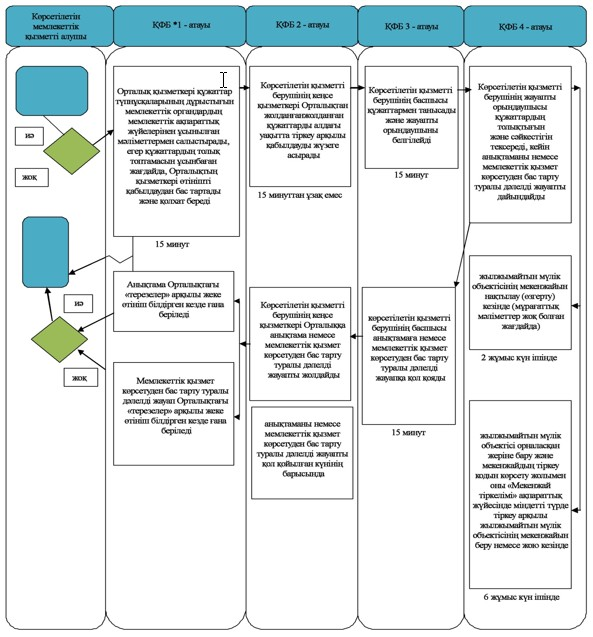 Көрсетілетін
мемлекеттік
қызметті алушы
ҚФБ *1 - атауы
ҚФБ 2 - атауы
ҚФБ 3 - атауы
ҚФБ 4 - атауы
иә
жоқ
Орталық қызметкері құжаттар
түпнұсқаларының дұрыстығын
мемлекеттік органдардың
мемлекеттік ақпараттық
жүйелерінен ұсынылған
мәліметтермен салыстырады,
егер құжаттардың толық
топтамасын ұсынбаған
жағдайда, Орталықтың
қызметкері өтінішті
қабылдаудан бас тартады
және қолхат береді
15 минут
Көрсетілетін қызметті
берушінің кеңсе
қызметкері Орталықтан
жолданғанжолданған
құжаттарды алдағы
уақытта тіркеу арқылы
қабылдауды жүзеге
асырады
15 минуттан ұзақ емес
Көрсетілетін қызметті
берушінің басшысы
құжаттармен танысады
және жауапты
орындаушыны
белгілейді
15 минут
Көрсетілетін қызметті
берушінің жауапты
орындаушысы
құжаттардың
толықтығын
және сәйкестігін
тексереді, кейін
анықтаманы немесе
мемлекеттік қызмет
көрсетуден бас тарту
туралы дәлелді жауапты
дайындайды
иә
жоқ
Анықтама Орталықтағы
«терезелер» арқылы жеке
өтініш білдірген кезде ғана
беріледі
Мемлекеттік қызмет
көрсетуден бас тарту туралы
дәлелді жауап Орталықтағы
«терезелер» арқылы жеке
өтініш білдірген кезде ғана
беріледі
Көрсетілетін қызметті
берушінің кеңсе
қызметкері Орталыққа
анықтама немесе
мемлекеттік қызмет
көрсетуден бас тарту
туралы дәлелді
жауапты жолдайды
анықтаманы немесе
мемлекеттік қызмет
көрсетуден бас тарту
туралы дәлелді жауапты
қол қойылған күнінің
барысында
көрсетілетін қызметті
берушінің басшысы
анықтамаға немесе
мемлекеттік қызмет
көрсетуден бас тарту
туралы дәлелді
жауапқа қол қояды
15 минут
жылжымайтын мүлік
объектісінің мекенжайын
нақтылау (өзгерту)
кезінде (мұрағаттық
мәліметтер жоқ болған
жағдайда)
2 жұмыс күн ішінде
жылжымайтын мүлік
объектісі орналасқан
жеріне бару және
мекенжайдың тіркеу
кодын көрсету жолымен
оны «Мекенжай
тіркелімі» ақпараттық
жүйесінде міндетті түрде
тіркеу арқылы
жылжымайтын мүлік
объектісінің мекенжайын
беру немесе жою кезінде
6 жұмыс күн ішінде